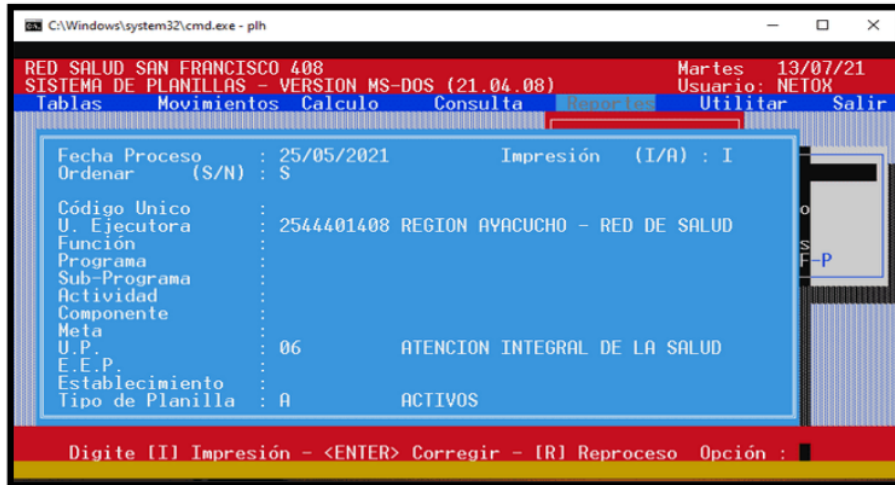 C:\Windows\system32\cmd.exe - plh
RED SALUD SAN FRANCISCO 408 Martes 13/07/21
SISTEMA DE PLANILLAS - VERSION MS-DOS (21.04.08) Usuario: NETOX
Tablas Movimientos Calculo Consulta Reportes Utilitar Salir
Fecha Proceso : 25/05/2021 Impresión (I/A) : I
Ordenar (S/N) : S
Código Unico :
U. Ejecutora : 2544401408 REGION AYACUCHO - RED DE SALUD
Función :
Programa :
Sub-Programa :
Actividad :
Componente :
Meta :
U.P. : 06 ATENCION INTEGRAL DE LA SALUD
E.E.P. :
Establecimiento :
Tipo de Planilla : A ACTIVOS
Digite [I] Impresión - <ENTER> Corregir - [R] Reproceso Opción :